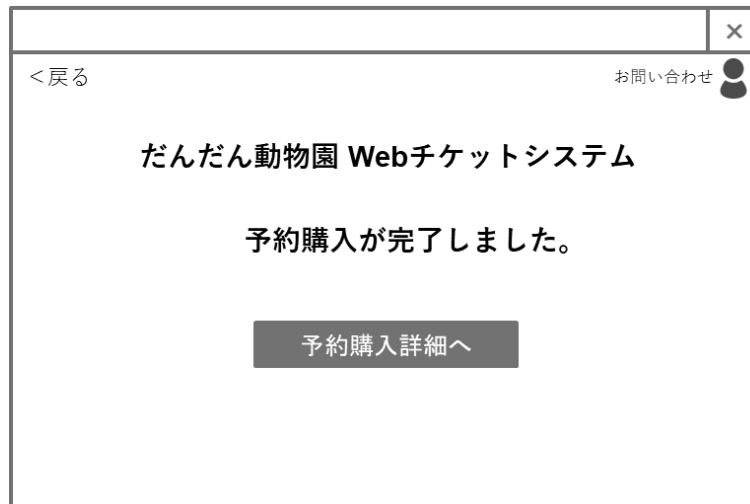 <戻る
お問い合わせ
だんだん動物園 Webチケットシステム
予約購入が完了しました。
予約購入詳細へ